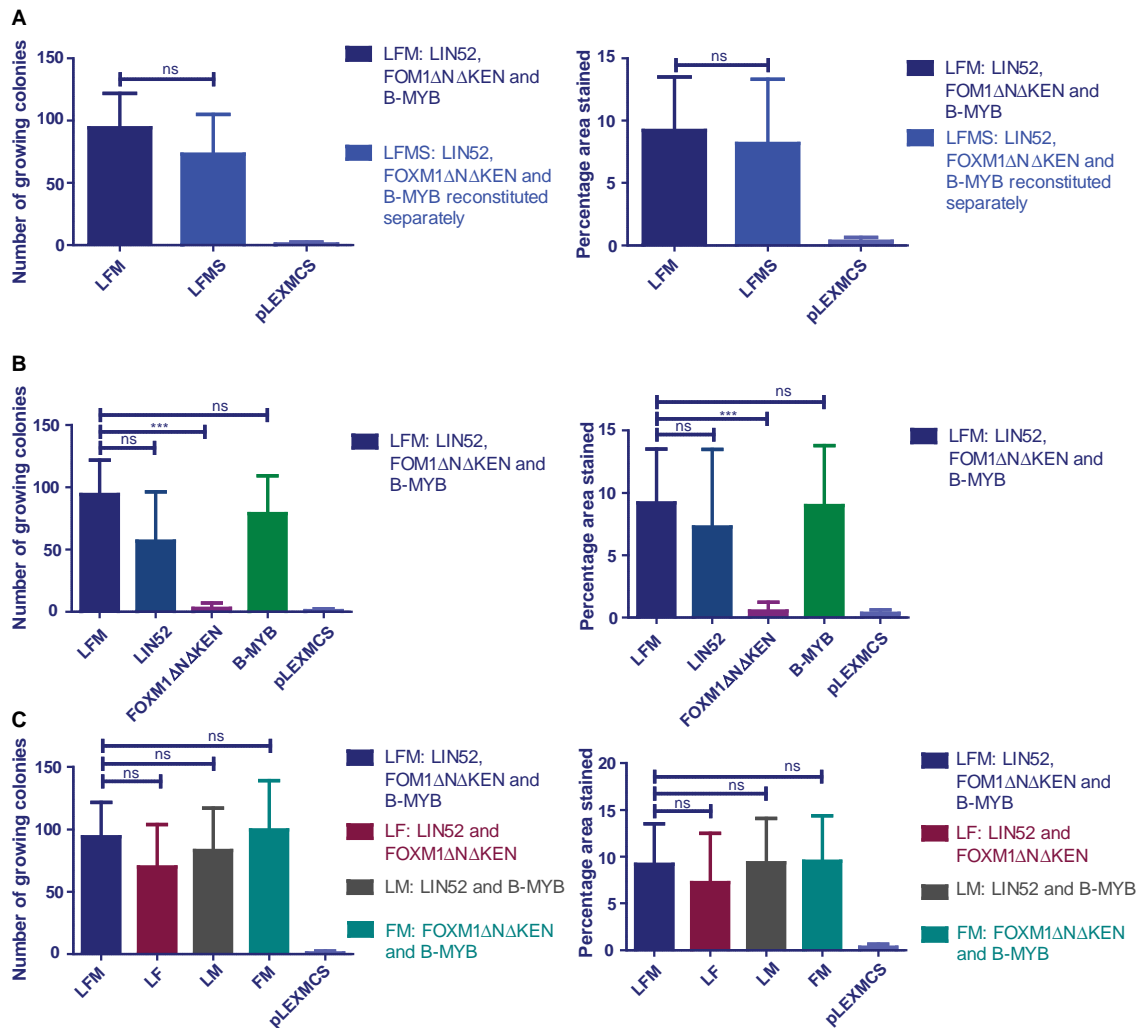 A
Number of growing colonies
150
100
50
0
ns
LFM
LFMS
pLEXMCS
LFM: LIN52,
FOM1ΔNΔKEN and
B-MYB
LFMS: LIN52,
FOXM1ΔNΔKEN and
B-MYB reconstituted
separately
Percentage area stained
15
10
5
0
ns
LFM
LFMS
pLEXMCS
LFM: LIN52,
FOM1ΔNΔKEN and
B-MYB
LFMS: LIN52,
FOXM1ΔNΔKEN and
B-MYB reconstituted
separately
B
Number of growing colonies
150
100
50
0
ns
***
ns
LFM
LIN52
FOXM1ΔNΔKEN
B-MYB
pLEXMCS
LFM: LIN52,
FOM1ΔNΔKEN and
B-MYB
Percentage area stained
15
10
5
0
ns
***
ns
LFM
LIN52
FOXM1ΔNΔKEN
B-MYB
pLEXMCS
LFM: LIN52,
FOM1ΔNΔKEN and
B-MYB
C
Number of growing colonies
150
100
50
0
ns
ns
ns
LFM
LF
LM
FM
pLEXMCS
LFM: LIN52,
FOM1ΔNΔKEN and
B-MYB
LF: LIN52 and
FOXM1ΔNΔKEN
LM: LIN52 and B-MYB
FM: FOXM1ΔNΔKEN
and B-MYB
Percentage area stained
20
15
10
5
0
ns
ns
ns
LFM
LF
LM
FM
pLEXMCS
LFM: LIN52,
FOM1ΔNΔKEN and
B-MYB
LF: LIN52 and
FOXM1ΔNΔKEN
LM: LIN52 and B-MYB
FM: FOXM1ΔNΔKEN
and B-MYB